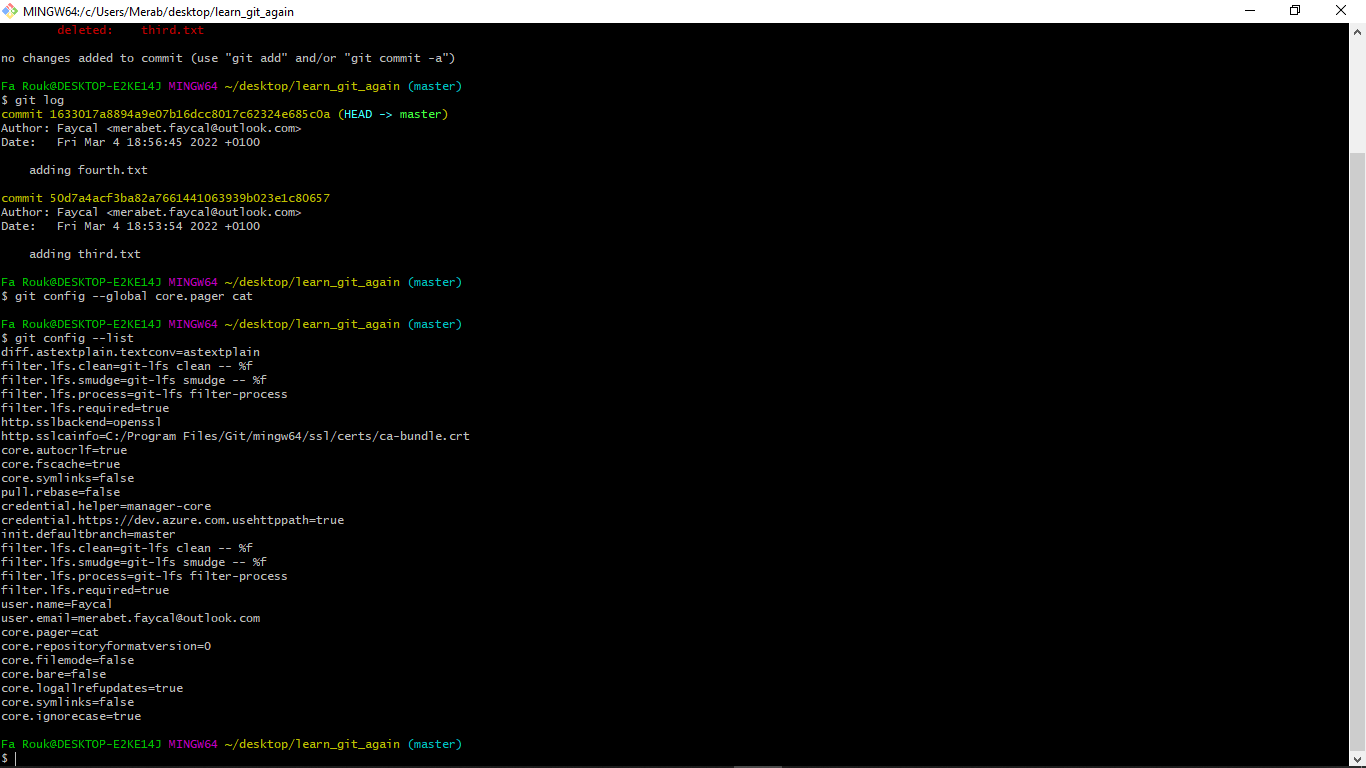 MINGW64:/c/Users/Merab/desktop/learn_git_again
deleted:    third.txt
no changes added to commit (use "git add" and/or "git commit -a")
Fa Rouk@DESKTOP-E2KE14J MINGW64 ~/desktop/learn_git_again (master)
$ git log
commit 1633017a8894a9e07b16dcc8017c62324e685c0a (HEAD -> master)
Author: Faycal <merabet.faycal@outlook.com>
Date:   Fri Mar 4 18:56:45 2022 +0100
    adding fourth.txt
commit 50d7a4acf3ba82a7661441063939b023e1c80657
Author: Faycal <merabet.faycal@outlook.com>
Date:   Fri Mar 4 18:53:54 2022 +0100
    adding third.txt
Fa Rouk@DESKTOP-E2KE14J MINGW64 ~/desktop/learn_git_again (master)
$ git config --global core.pager cat
Fa Rouk@DESKTOP-E2KE14J MINGW64 ~/desktop/learn_git_again (master)
$ git config --list
diff.astextplain.textconv=astextplain
filter.lfs.clean=git-lfs clean -- %f
filter.lfs.smudge=git-lfs smudge -- %f
filter.lfs.process=git-lfs filter-process
filter.lfs.required=true
http.sslbackend=openssl
http.sslcainfo=C:/Program Files/Git/mingw64/ssl/certs/ca-bundle.crt
core.autocrlf=true
core.fscache=true
core.symlinks=false
pull.rebase=false
credential.helper=manager-core
credential.https://dev.azure.com.usehttppath=true
init.defaultbranch=master
filter.lfs.clean=git-lfs clean -- %f
filter.lfs.smudge=git-lfs smudge -- %f
filter.lfs.process=git-lfs filter-process
filter.lfs.required=true
user.name=Faycal
user.email=merabet.faycal@outlook.com
core.pager=cat
core.repositoryformatversion=0
core.filemode=false
core.bare=false
core.logallrefupdates=true
core.symlinks=false
core.ignorecase=true
Fa Rouk@DESKTOP-E2KE14J MINGW64 ~/desktop/learn_git_again (master)
$